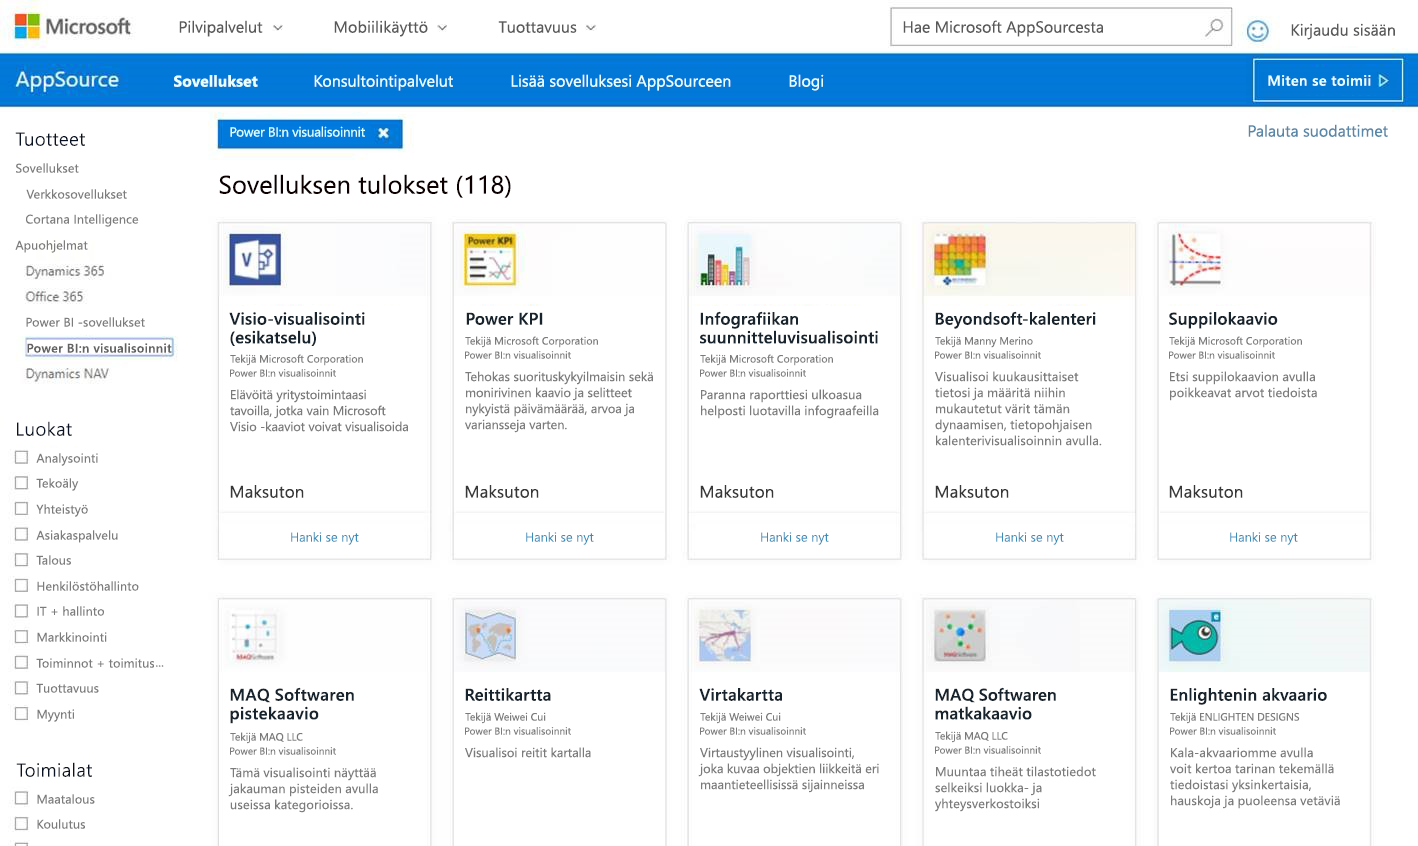 Microsoft
Pilvipalvelut
Mobiilikäyttö
Tuottavuus
Hae Microsoft AppSourcesta
Kirjaudu sisään
AppSource
Sovellukset
Konsultointipalvelut
Lisää sovelluksesi AppSourceen
Blogi
Miten se toimii
Tuotteet
Sovellukset
Verkkosovellukset
Cortana Intelligence
Apuohjelmat
Dynamics 365
Office 365
Power BI -sovellukset
Power BI:n visualisoinnit
Dynamics NAV
Luokat
Analysointi
Tekoäly
Yhteistyö
Asiakaspalvelu
Talous
Henkilöstöhallinto
IT + hallinto
Markkinointi
Toiminnot + toimitus...
Tuottavuus
Myynti
Toimialat
Maatalous
Koulutus
Power BI:n visualisoinnit
Palauta suodattimet
Sovelluksen tulokset (118)
Visio-visualisointi
(esikatselu)
Tekijä Microsoft Corporation
Power BI:n visualisoinnit
Elävöitä yritystoimintaasi
tavoilla, jotka vain Microsoft
Visio -kaaviot voivat visualisoida
Maksuton
Hanki se nyt
Power KPI
Power KPI
Tekijä Microsoft Corporation
Power BI:n visualisoinnit
Tehokas suorituskykyilmaisin sekä
monirivinen kaavio ja selitteet
nykyistä päivämäärää, arvoa ja
variansseja varten.
Maksuton
Hanki se nyt
Infografiikan
suunnitteluvisualisointi
Tekijä Microsoft Corporation
Power BI:n visualisoinnit
Paranna raporttiesi ulkoasua
helposti luotavilla infograafeilla
Maksuton
Hanki se nyt
Beyondsoft-kalenteri
Tekijä Manny Merino
Power BI:n visualisoinnit
Visualisoi kuukausittaiset
tietosi ja määritä niihin
mukautetut värit tämän
dynaamisen, tietopohjaisen
kalenterivisualisoinnin avulla.
Maksuton
Hanki se nyt
Suppilokaavio
Tekijä Microsoft Corporation
Power BI:n visualisoinnit
Etsi suppilokaavion avulla
poikkeavat arvot tiedoista
Maksuton
Hanki se nyt
MAQ Softwaren
pistekaavio
Tekijä MAQ LLC
Power BI:n visualisoinnit
Tämä visualisointi näyttää
jakauman pisteiden avulla
useissa kategorioissa.
Reittikartta
Tekijä Weiwei Cui
Power BI:n visualisoinnit
Visualisoi reitit kartalla
Virtakartta
Tekijä Weiwei Cui
Power BI:n visualisoinnit
Virtaustyylinen visualisointi,
joka kuvaa objektien liikkeitä eri
maantieteellisissä sijainneissa
MAQ Softwaren
matkakaavio
Tekijä MAQ LLC
Power BI:n visualisoinnit
Muuntaa tiheät tilastotiedot
selkeiksi luokka- ja
yhteysverkostoiksi
Enlightenin akvaario
Tekijä ENLIGHTEN DESIGNS
Power BI:n visualisoinnit
Kala-akvaariomme avulla
voit kertoa tarinan tekemällä
tiedoistasi yksinkertaisia,
hauskoja ja puoleensa vetäviä